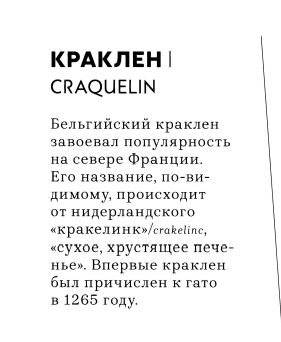 КРАКЛЕН |
CRAQUELIN
Бельгийский краклен
завоевал популярность
на севере Франции.
Его название, по-ви-
димому, происходит
от нидерландского
«кракелинк»/crakelinc,
«сухое, хрустящее пече-
нье». Впервые краклен
был причислен к гато
в 1265 году.